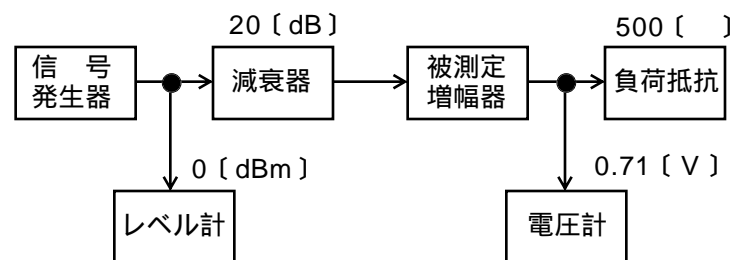 20〔dB〕
500〔　〕
信　号
発生器
減衰器
被測定
増幅器
負荷抵抗
0〔dBm〕
0.71〔V〕
レベル計
電圧計